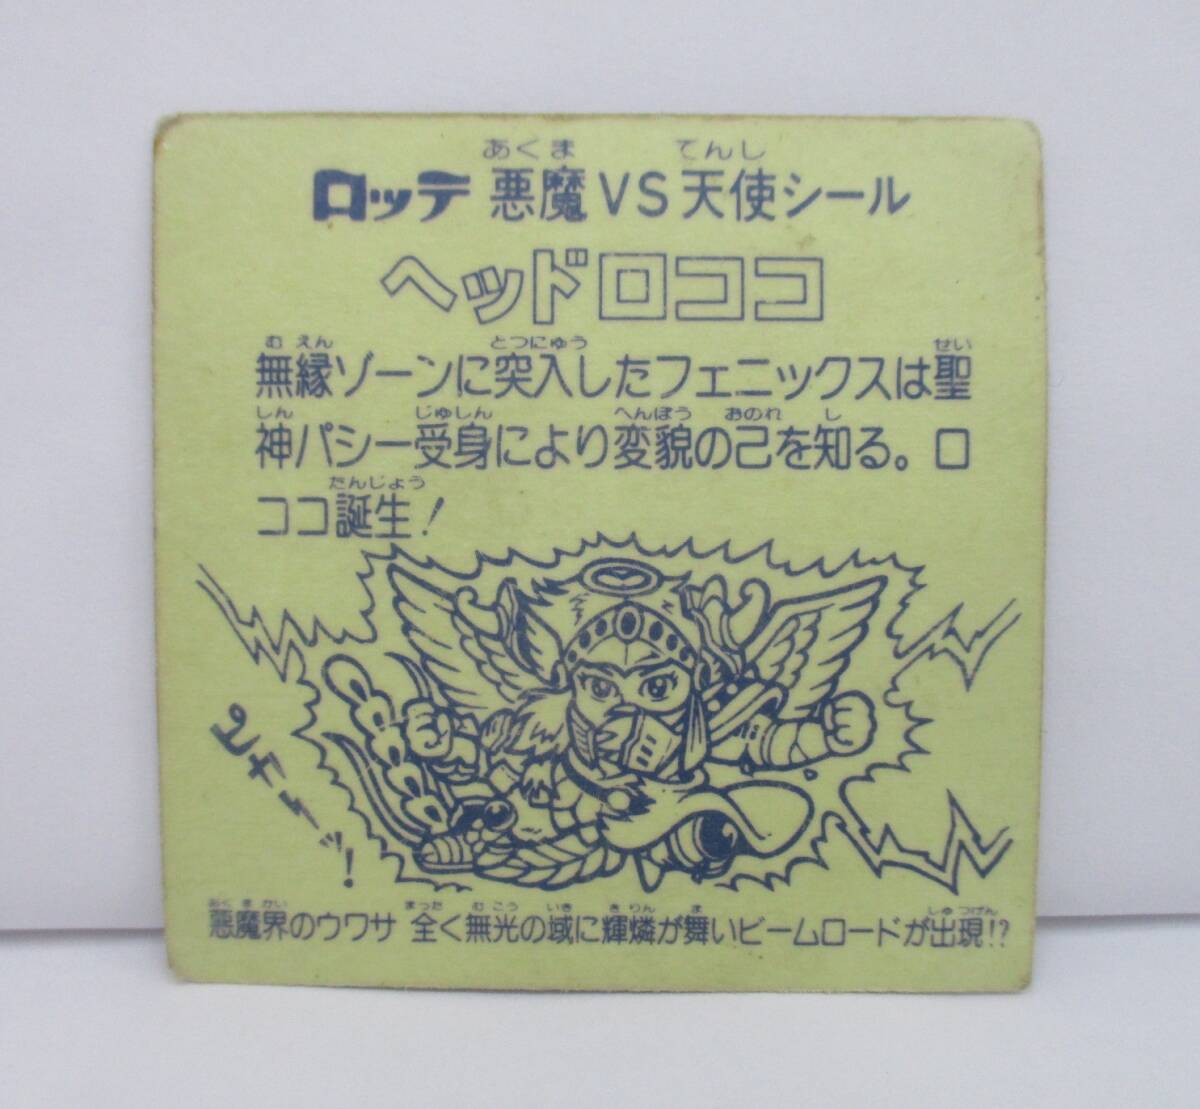 あくま てんし
ロッテ 悪魔VS天使シール
ヘッドロココ
むえん とつにゅう せい
無縁ゾーンに突入したフェニックスは聖
しん じゅしん へんぼう おのれ し
神パシー受身により変貌の己を知る。ロ
たんじょう
ココ誕生!
ピキーーッ!
あくまかい まった むこう いき きりん ま しゅつげん
悪魔界のウワサ 全く無光の域に輝燐が舞いビームロードが出現!?